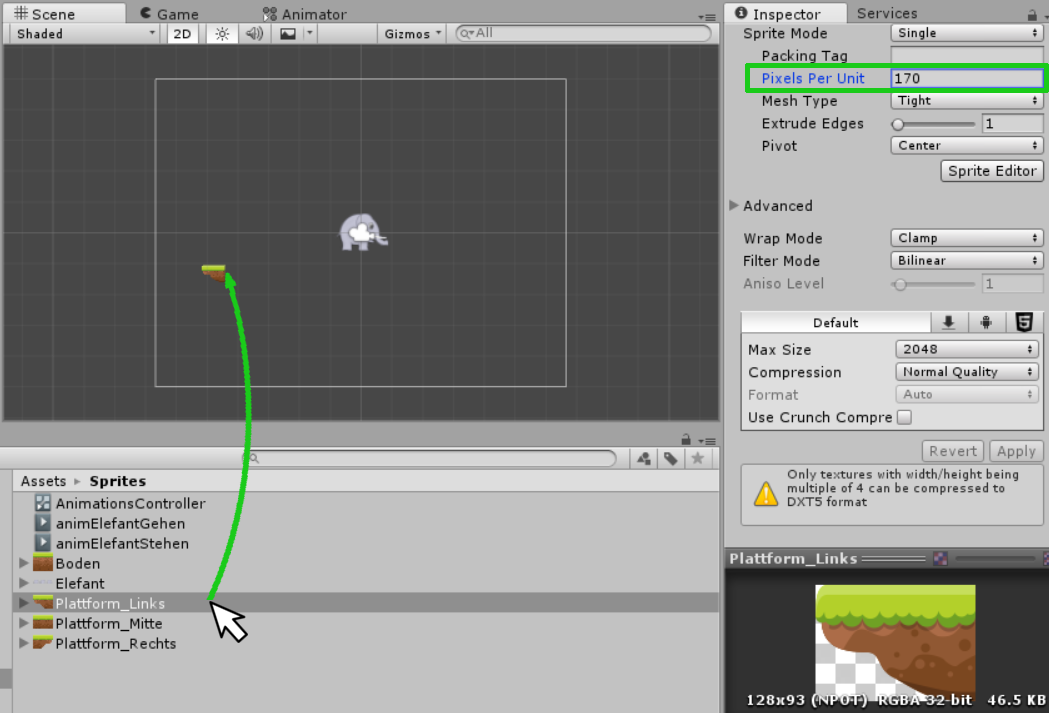 Scene
Game
Animator
Shaded
2D
Gizmos
All
Inspector
Services
Sprite Mode
Single
Packing Tag
Pixels Per Unit
170
Mesh Type
Tight
Extrude Edges
1
Pivot
Center
Sprite Editor
Advanced
Wrap Mode
Clamp
Filter Mode
Bilinear
Aniso Level
1
Default
5
Max Size
2048
Compression
Normal Quality
Format
Auto
Use Crunch Compre
Revert
Apply
Only textures with width/height being
multiple of 4 can be compressed to
DXT5 format
Assets
Sprites
AnimationsController
animElefantGehen
animElefantStehen
Boden
Elefant
Plattform_Links
Plattform_Mitte
Plattform_Rechts
Plattform_Links
128x93 (NPOT) RGBA 32-bit 46.5 KB